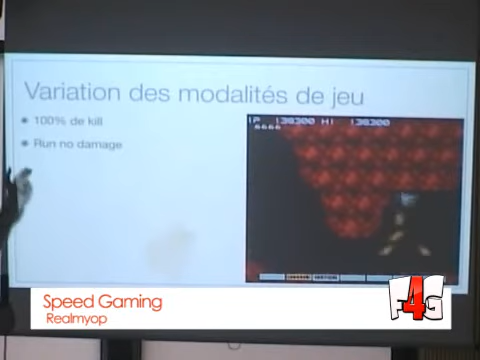 Variation des modalités de jeu
100% de kill
Run no damage
1P 138300 HI 138300
Speed Gaming
Realmyop
F4G